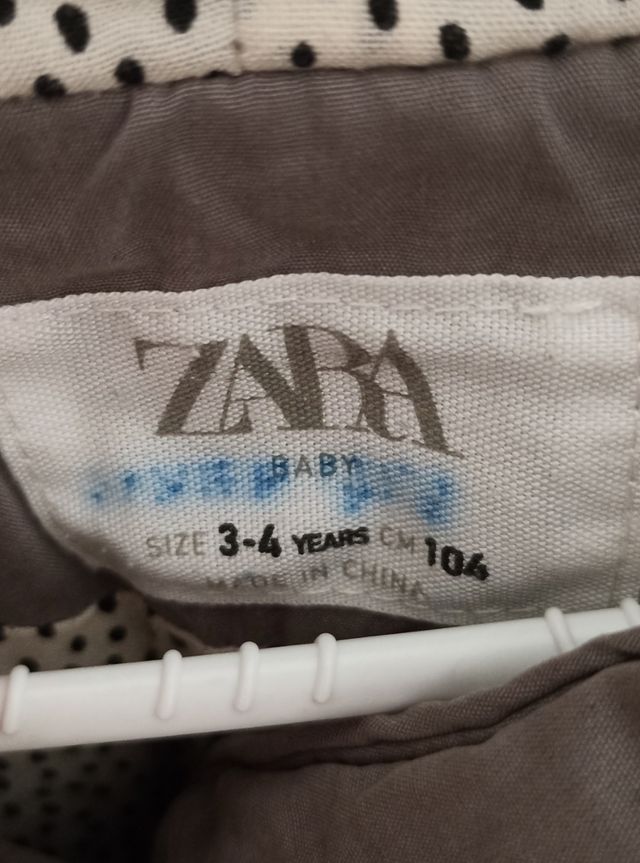 ZARA
BABY
SIZE 3-4 YEARS CM 104
MADE IN CHINA